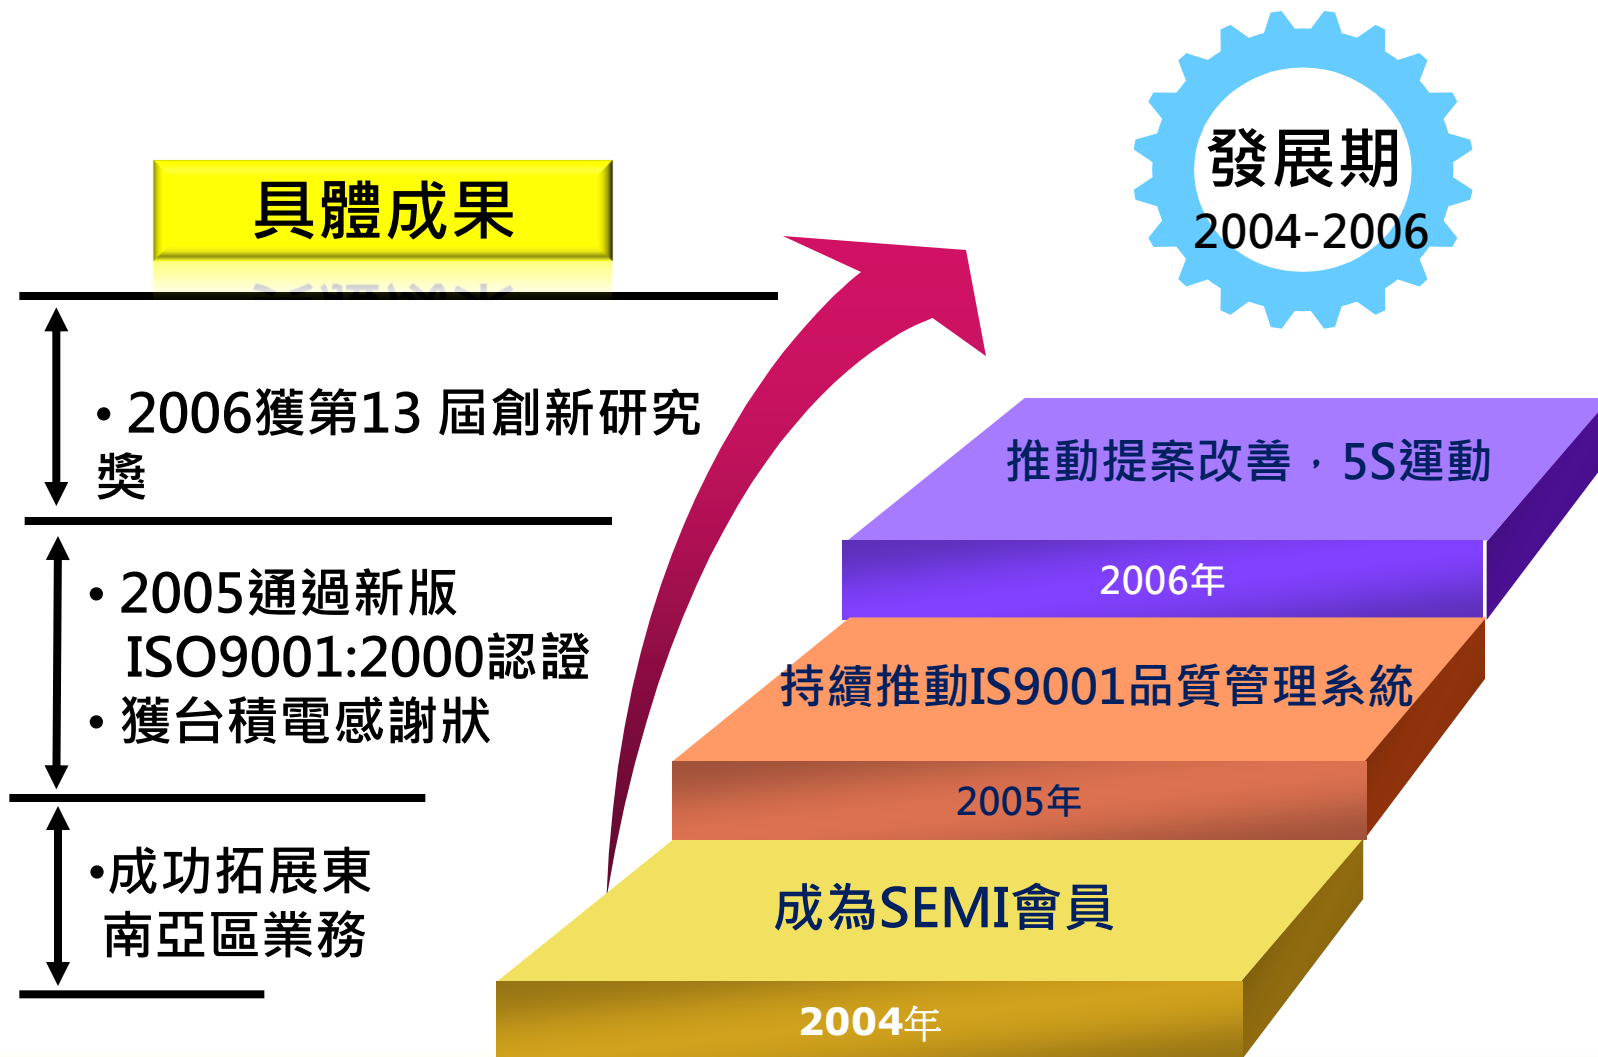 發展期
2004-2006
具體成果
• 2006獲第13 屆創新研究
獎
• 2005通過新版
ISO9001:2000認證
• 獲台積電感謝狀
•成功拓展東
南亞區業務
推動提案改善，5S運動
2006年
持續推動IS9001品質管理系統
2005年
成為SEMI會員
2004年